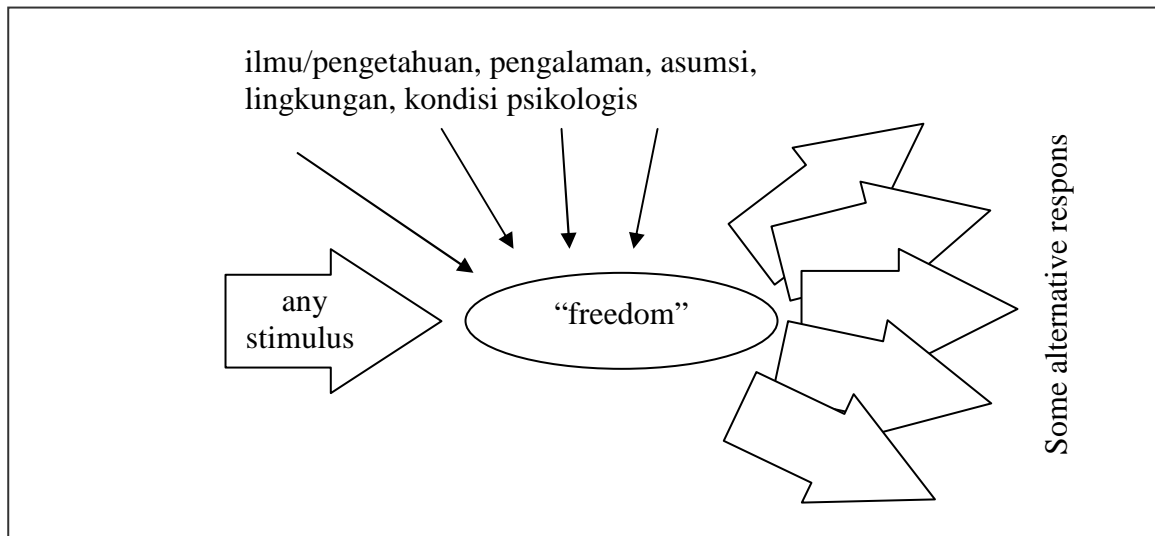 ilmu/pengetahuan, pengalaman, asumsi,
lingkungan, kondisi psikologis
any
stimulus
“freedom”
Some alternative respons